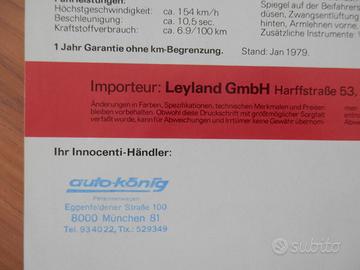 Fahrleistungen:
Höchstgeschwindigkeit: ca. 154 km/h
Beschleunigung: ca. 10,5 sec.
Kraftstoffverbrauch: ca. 6.9/100 km
1 Jahr Garantie ohne km-Begrenzung.
Spiegel auf der Beifahrers
düsen, Zwangsentlüftung
hinten, Armlehnen vorne,
Zusätzliche Instrumente
Stand: Jan 1979.
Importeur: Leyland GmbH Harffstraße 53,
Änderungen in Farben, Spezifikationen, technischen Merkmalen und Preisen
bleiben vorbehalten. Obwohl diese Druckschrift mit größtmöglicher Sorgfalt
verfaßt wurde, kann für Abweichungen und Irrtümer keine Gewähr übernom-
Ihr Innocenti-Händler:
auto-könig
Personenwagen
Eggenfeldener Straße 100
8000 München 81
Tel. 934022, Tlx.: 529349
subito